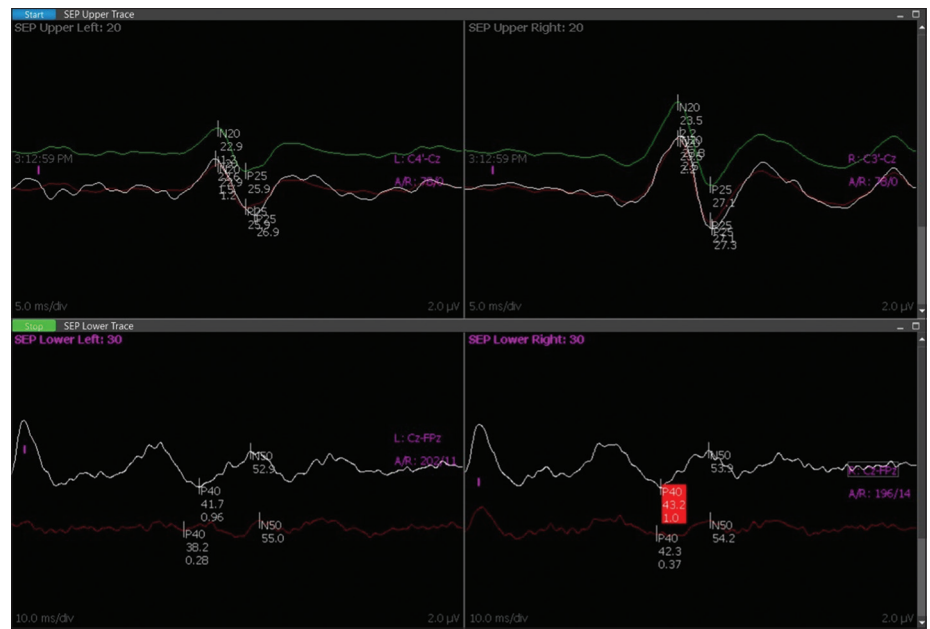 Start SEP Upper Trace
SEP Upper Left: 20
N20
22.9
P25
25.9
3:12:59 PM
L: C4'-Cz
A/R: 78/0
1.2
P25
26.9
5.0 ms/div
2.0 µV
SEP Upper Right: 20
N20
23.5
P25
27.1
3:12:59 PM
R: C3'-Cz
A/R: 78/0
P25
27.3
5.0 ms/div
2.0 µV
Stop SEP Lower Trace
SEP Lower Left: 30
L: Cz-FPz
A/R: 202/11
N50
52.9
P40
41.7
0.96
P40
38.2
0.28
N50
55.0
10.0 ms/div
2.0 µV
SEP Lower Right: 30
N50
53.9
R: Cz-FPz
A/R: 196/14
P40
43.2
1.0
P40
42.3
0.37
N50
54.2
10.0 ms/div
2.0 µV